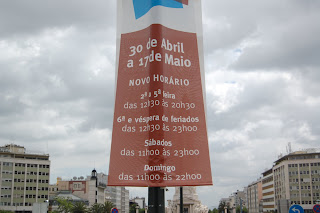 30 de Abril
a 17 de Maio
NOVO HORÁRIO
2ª a 5ª feira
das 12h30 às 20h30
6ª e véspera de feriados
das 12h30 às 23h00
Sábados
das 11h00 às 23h00
Domingo
das 11h00 às 22h00